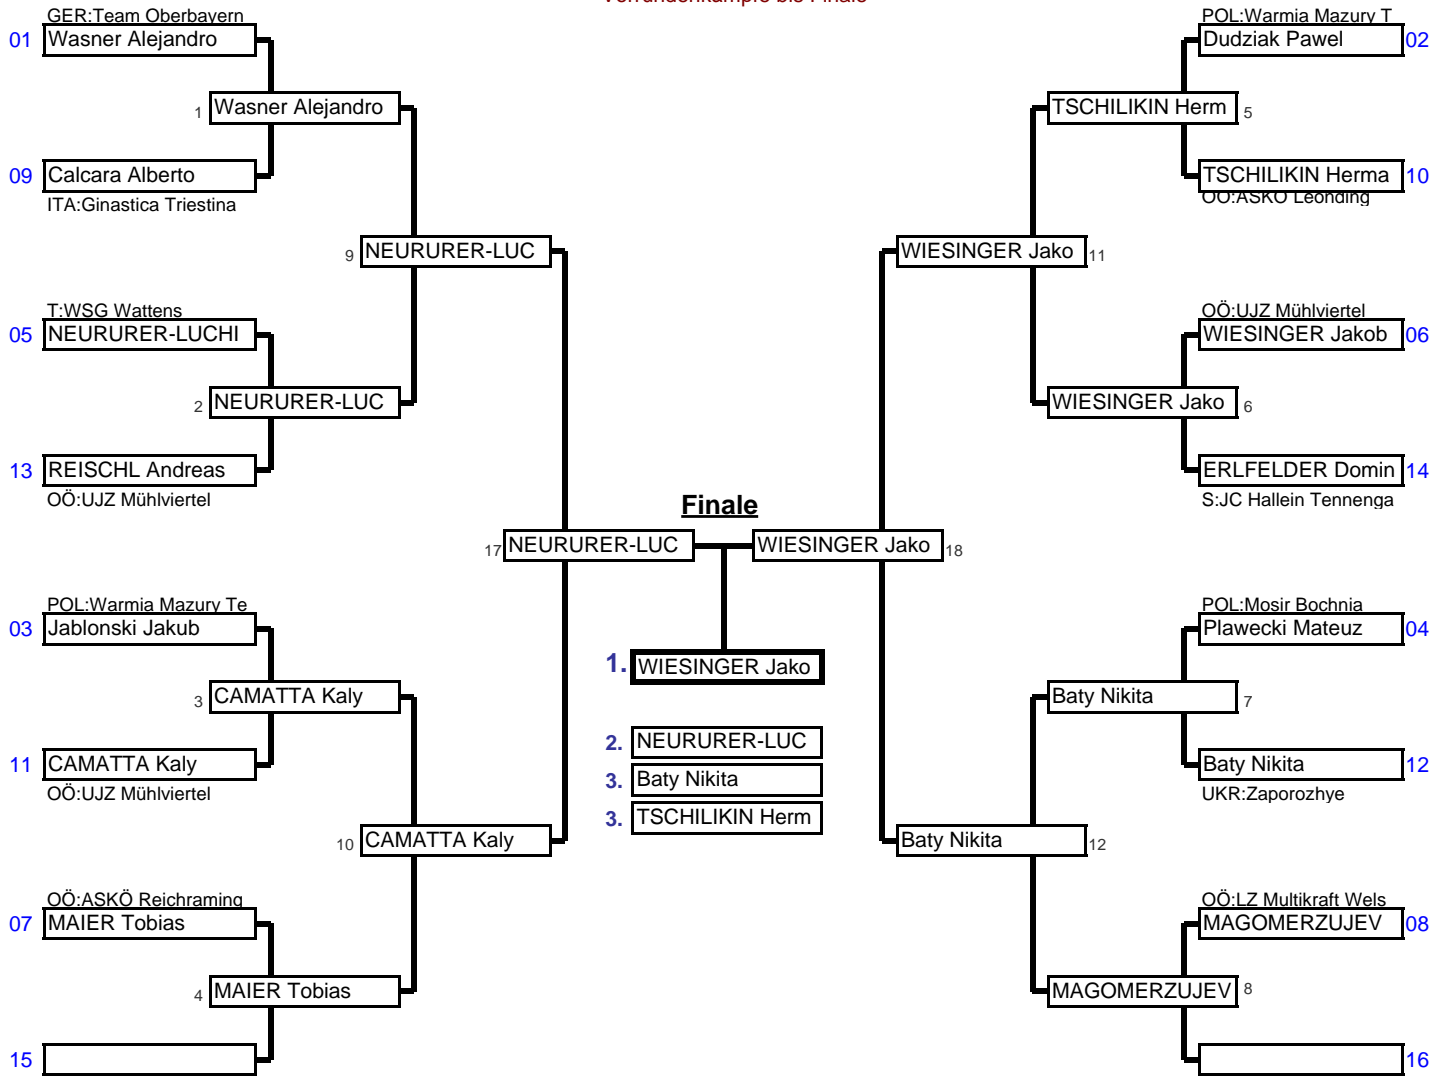 Vorrundenkämpfe bis Finale
GER:Team Oberbayern
01 Wasner Alejandro
1 Wasner Alejandro
09 Calcara Alberto
ITA:Ginastica Triestina
9 NEURURER-LUC
T:WSG Wattens
05 NEURURER-LUCHI
2 NEURURER-LUC
13 REISCHL Andreas
OÖ:UJZ Mühlviertel
17 NEURURER-LUC
POL:Warmia Mazury Te
03 Jablonski Jakub
3 CAMATTA Kaly
11 CAMATTA Kaly
OÖ:UJZ Mühlviertel
10 CAMATTA Kaly
OÖ:ASKÖ Reichraming
07 MAIER Tobias
4 MAIER Tobias
15
Finale
1. WIESINGER Jako
2. NEURURER-LUC
3. Baty Nikita
3. TSCHILIKIN Herm
POL:Warmia Mazury T
Dudziak Pawel 02
TSCHILIKIN Herm 5
TSCHILIKIN Herma 10
OÖ:ASKÖ Leonding
WIESINGER Jako 11
OÖ:UJZ Mühlviertel
WIESINGER Jakob 06
WIESINGER Jako 6
ERLFELDER Domin 14
S:JC Hallein Tennenga
WIESINGER Jako 18
POL:Mosir Bochnia
Plawecki Mateuz 04
Baty Nikita 7
Baty Nikita 12
UKR:Zaporozhye
Baty Nikita 12
OÖ:LZ Multikraft Wels
MAGOMERZUJEV 08
MAGOMERZUJEV 8
16